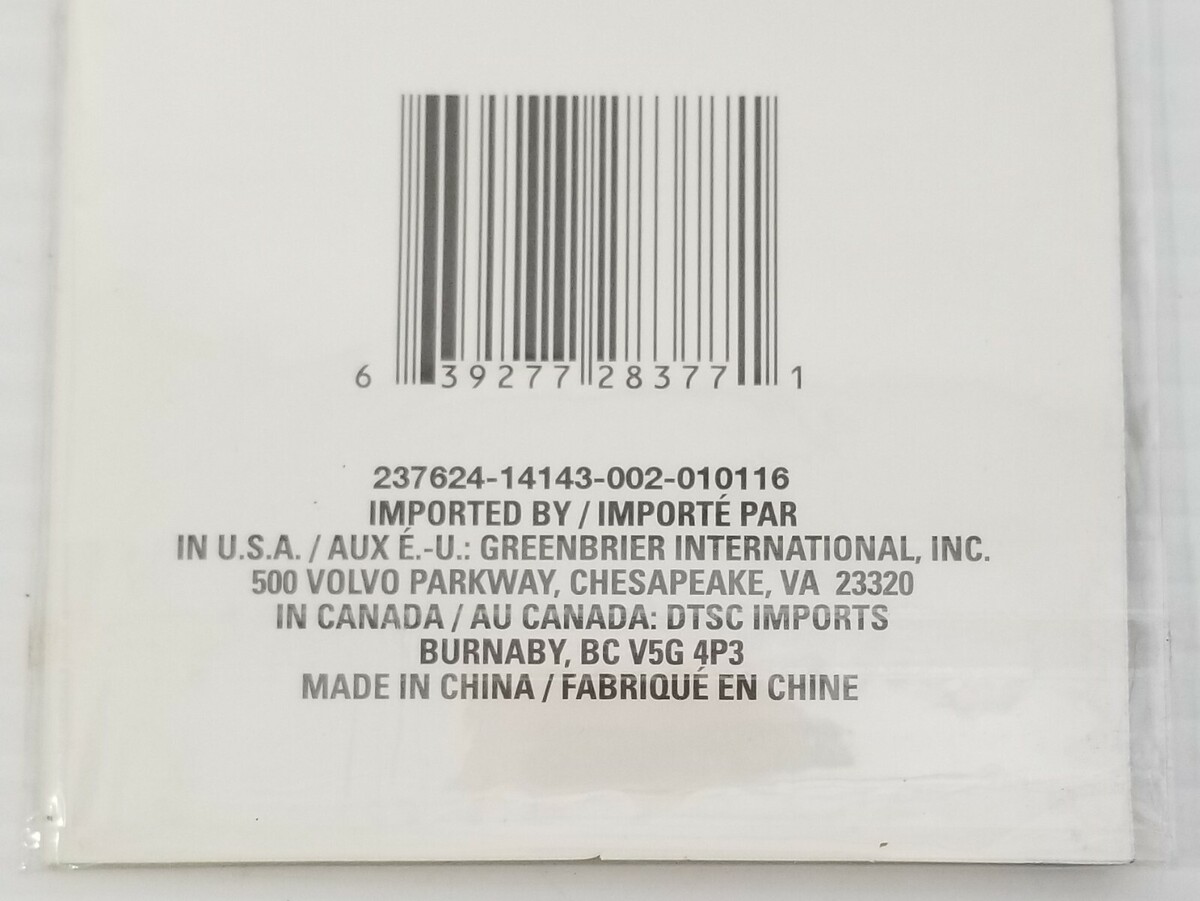 6 39277 28377 1
237624-14143-002-010116
IMPORTED BY / IMPORTÉ PAR
IN U.S.A. / AUX É.-U.: GREENBRIER INTERNATIONAL, INC.
500 VOLVO PARKWAY, CHESAPEAKE, VA 23320
IN CANADA / AU CANADA: DTSC IMPORTS
BURNABY, BC V5G 4P3
MADE IN CHINA / FABRIQUÉ EN CHINE